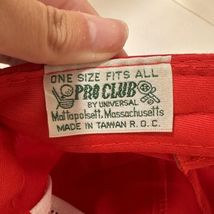 ONE SIZE FITS ALL
PRO CLUB
BY UNIVERSAL
Mattapoisett, Massachusetts
MADE IN TAIWAN R.O.C.